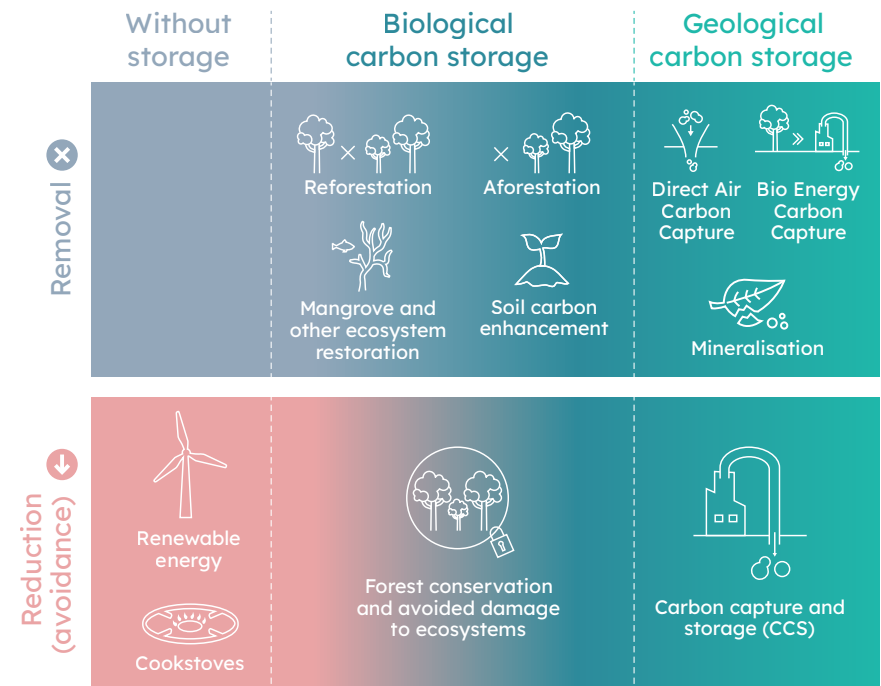 Without
storage
Biological
carbon storage
Geological
carbon storage
Removal
Reforestation
Aforestation
Mangrove and
other ecosystem
restoration
Soil carbon
enhancement
Direct Air
Carbon
Capture
Bio Energy
Carbon
Capture
Mineralisation
Reduction
(avoidance)
Renewable
energy
Cookstoves
Forest conservation
and avoided damage
to ecosystems
Carbon capture and
storage (CCS)